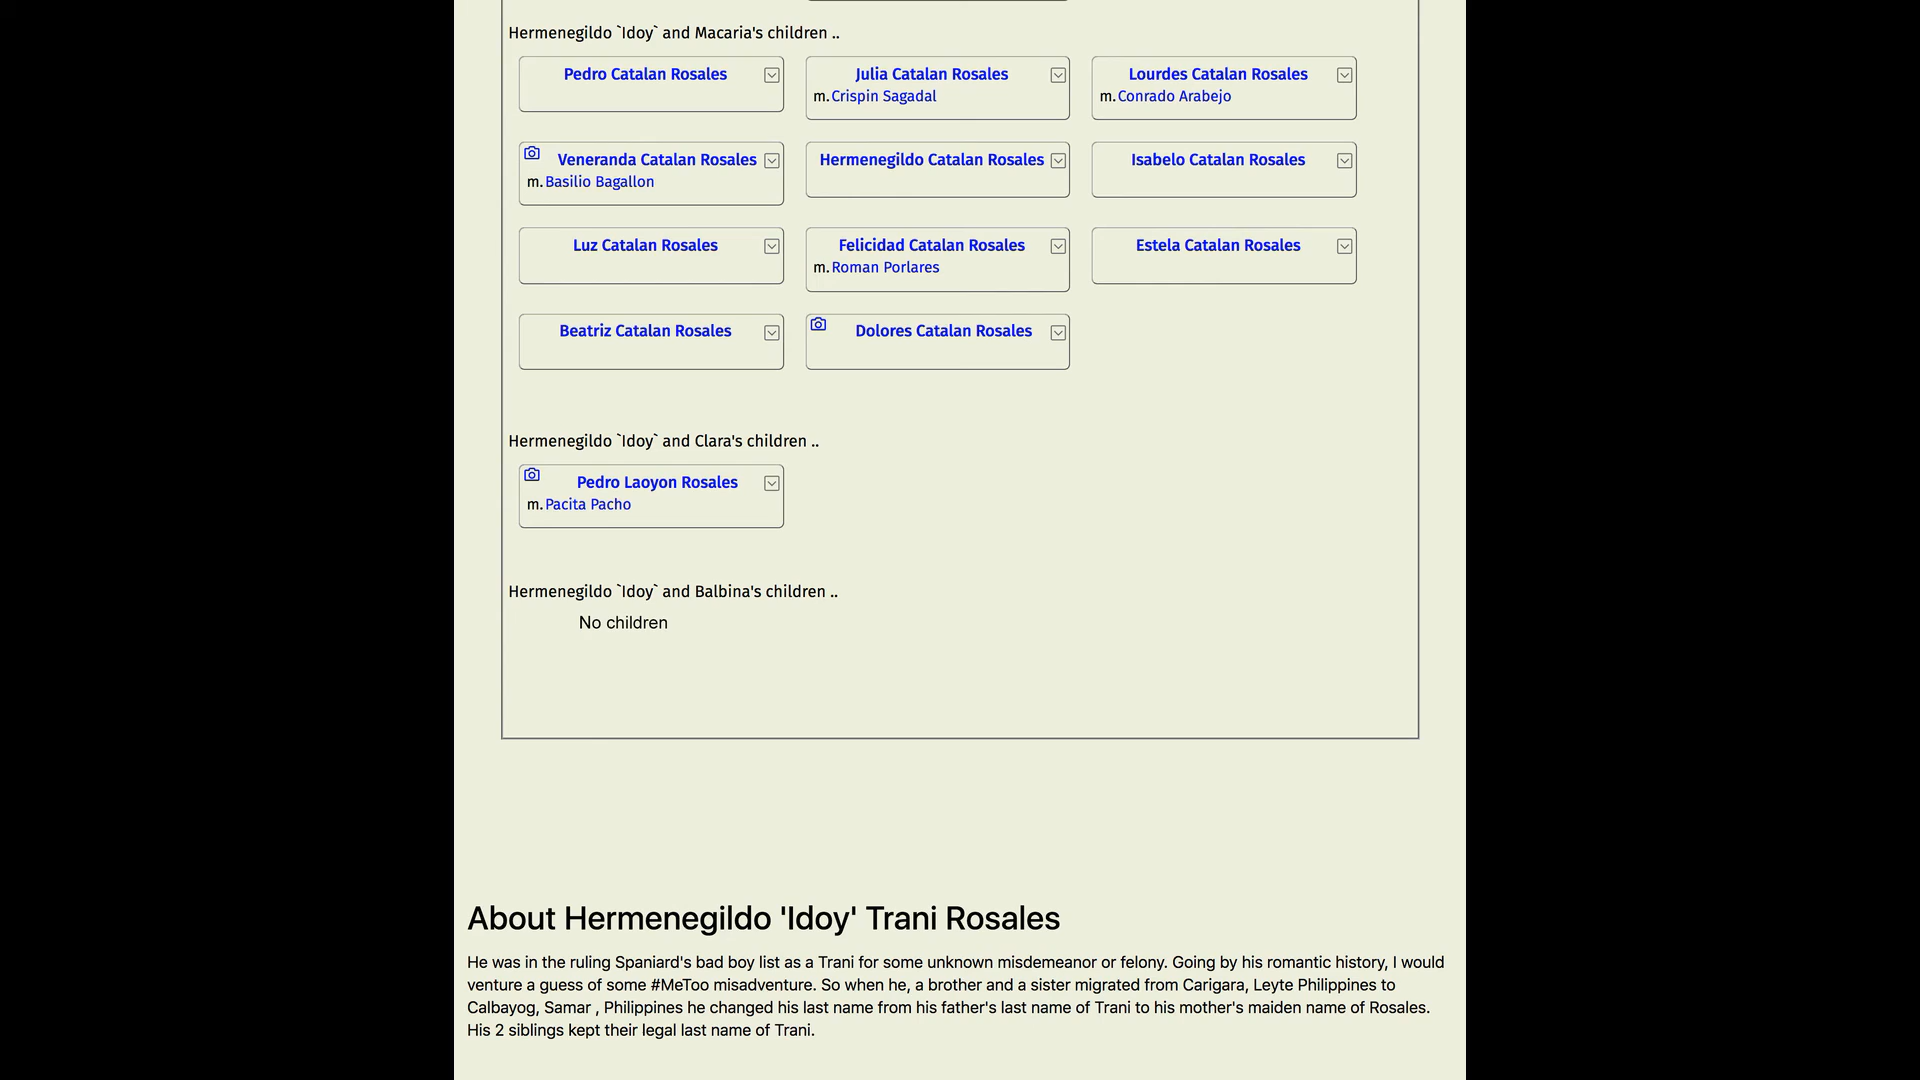 Hermenegildo `Idoy` and Macaria's children ..
Pedro Catalan Rosales
Julia Catalan Rosales
m. Crispin Sagadal
Lourdes Catalan Rosales
m. Conrado Arabejo
Veneranda Catalan Rosales
m. Basilio Bagallon
Hermenegildo Catalan Rosales
Isabelo Catalan Rosales
Luz Catalan Rosales
Felicidad Catalan Rosales
m. Roman Porlares
Estela Catalan Rosales
Beatriz Catalan Rosales
Dolores Catalan Rosales
Hermenegildo `Idoy` and Clara's children ..
Pedro Laoyon Rosales
m. Pacita Pacho
Hermenegildo `Idoy` and Balbina's children ..
No children
About Hermenegildo 'Idoy' Trani Rosales
He was in the ruling Spaniard's bad boy list as a Trani for some unknown misdemeanor or felony. Going by his romantic history, I would
venture a guess of some #MeToo misadventure. So when he, a brother and a sister migrated from Carigara, Leyte Philippines to
Calbayog, Samar , Philippines he changed his last name from his father's last name of Trani to his mother's maiden name of Rosales.
His 2 siblings kept their legal last name of Trani.